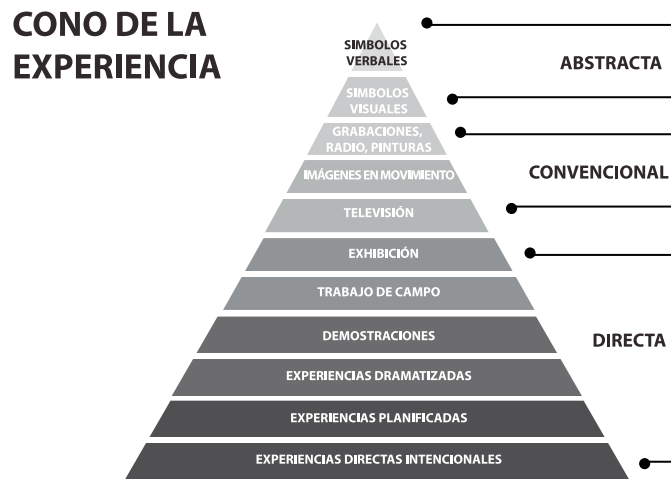 CONO DE LA
EXPERIENCIA
SIMBOLOS
VERBALES
ABSTRACTA
SIMBOLOS
VISUALES
GRABACIONES,
RADIO, PINTURAS
IMÁGENES EN MOVIMIENTO
CONVENCIONAL
TELEVISIÓN
EXHIBICIÓN
TRABAJO DE CAMPO
DEMOSTRACIONES
DIRECTA
EXPERIENCIAS DRAMATIZADAS
EXPERIENCIAS PLANIFICADAS
EXPERIENCIAS DIRECTAS INTENCIONALES